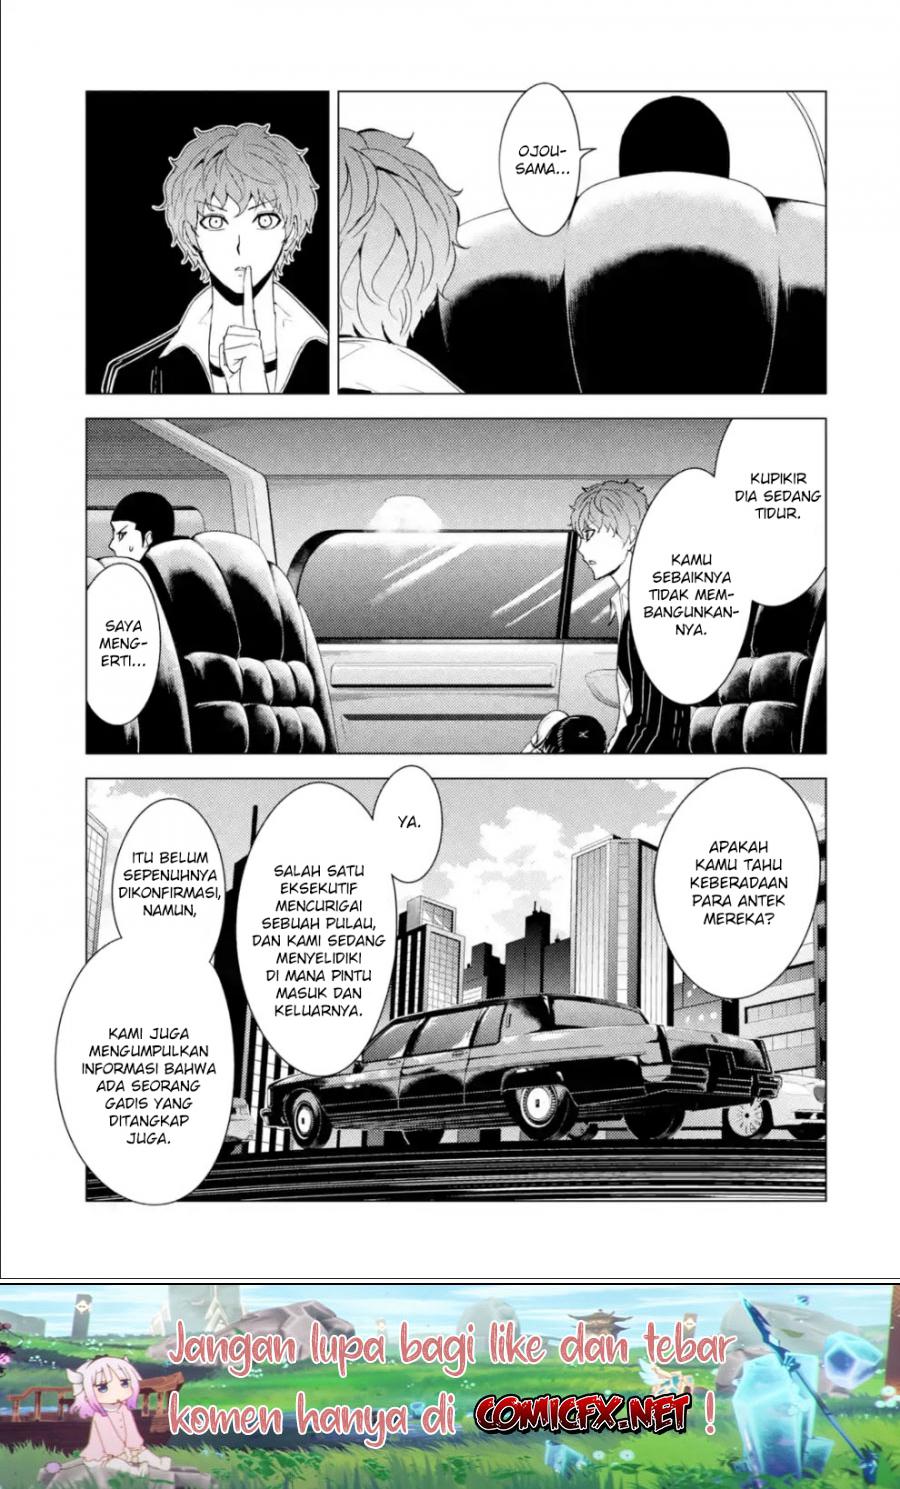 OJOU-
SAMA...
KUPIKIR
DIA SEDANG
TIDUR.
KAMU
SEBAIKNYA
TIDAK MEM-
BANGUNKAN-
NYA.
SAYA
MENG-
ERTI...
APAKAH
KAMU TAHU
KEBERADAAN
PARA ANTEK
MEREKA?
YA.
SALAH SATU
EKSEKUTIF
MENCURIGAI
SEBUAH PULAU,
DAN KAMI SEDANG
MENYELIDIKI
DI MANA PINTU
MASUK DAN
KELUARNYA.
ITU BELUM
SEPENUHNYA
DIKONFIRMASI,
NAMUN,
KAMI JUGA
MENGUMPULKAN
INFORMASI BAHWA
ADA SEORANG
GADIS YANG
DITANGKAP
JUGA.
Jangan lupa bagi like dan tebar
komen hanya di COMICFX.NET !